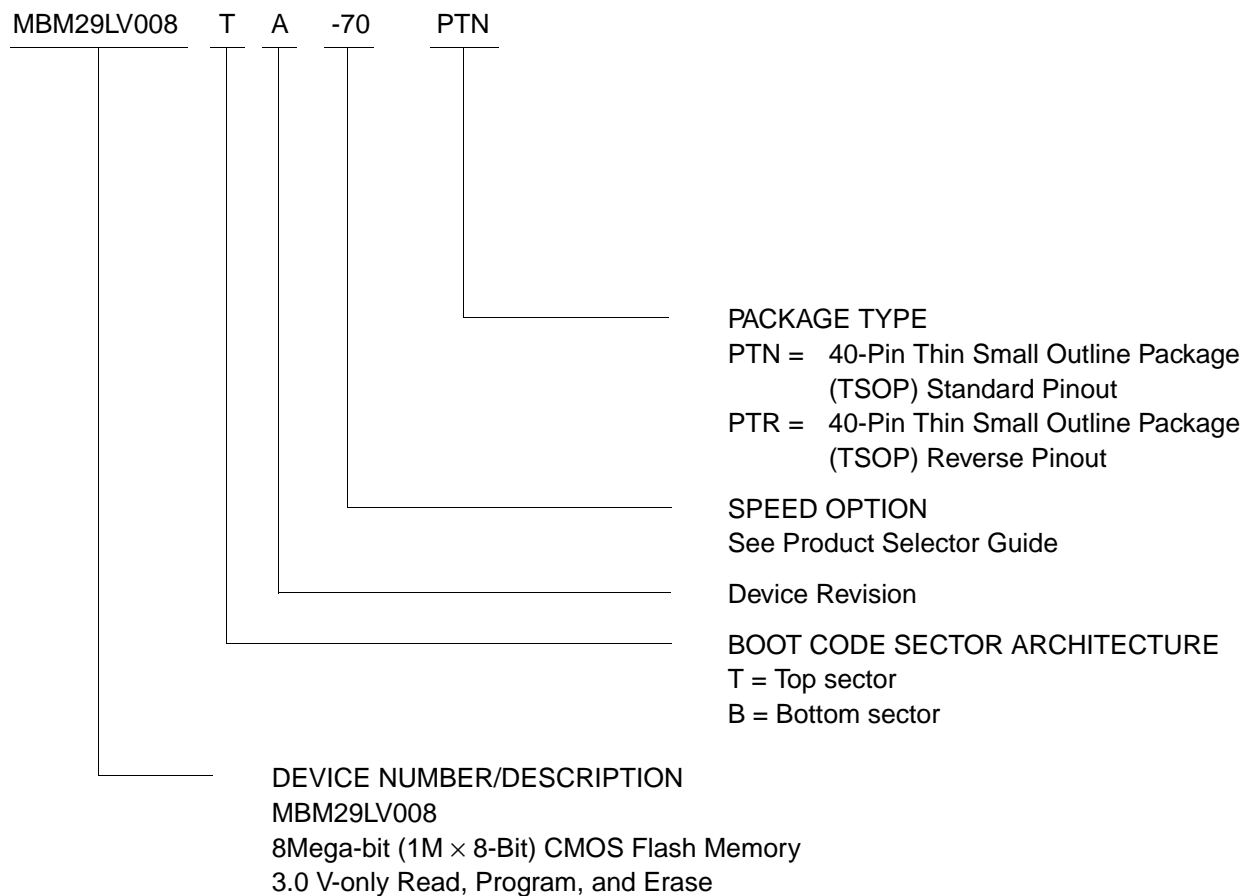 MBM29LV008 T A -70 PTN
PACKAGE TYPE
PTN = 40-Pin Thin Small Outline Package
(TSOP) Standard Pinout
PTR = 40-Pin Thin Small Outline Package
(TSOP) Reverse Pinout
SPEED OPTION
See Product Selector Guide
Device Revision
BOOT CODE SECTOR ARCHITECTURE
T = Top sector
B = Bottom sector
DEVICE NUMBER/DESCRIPTION
MBM29LV008
8Mega-bit (1M × 8-Bit) CMOS Flash Memory
3.0 V-only Read, Program, and Erase